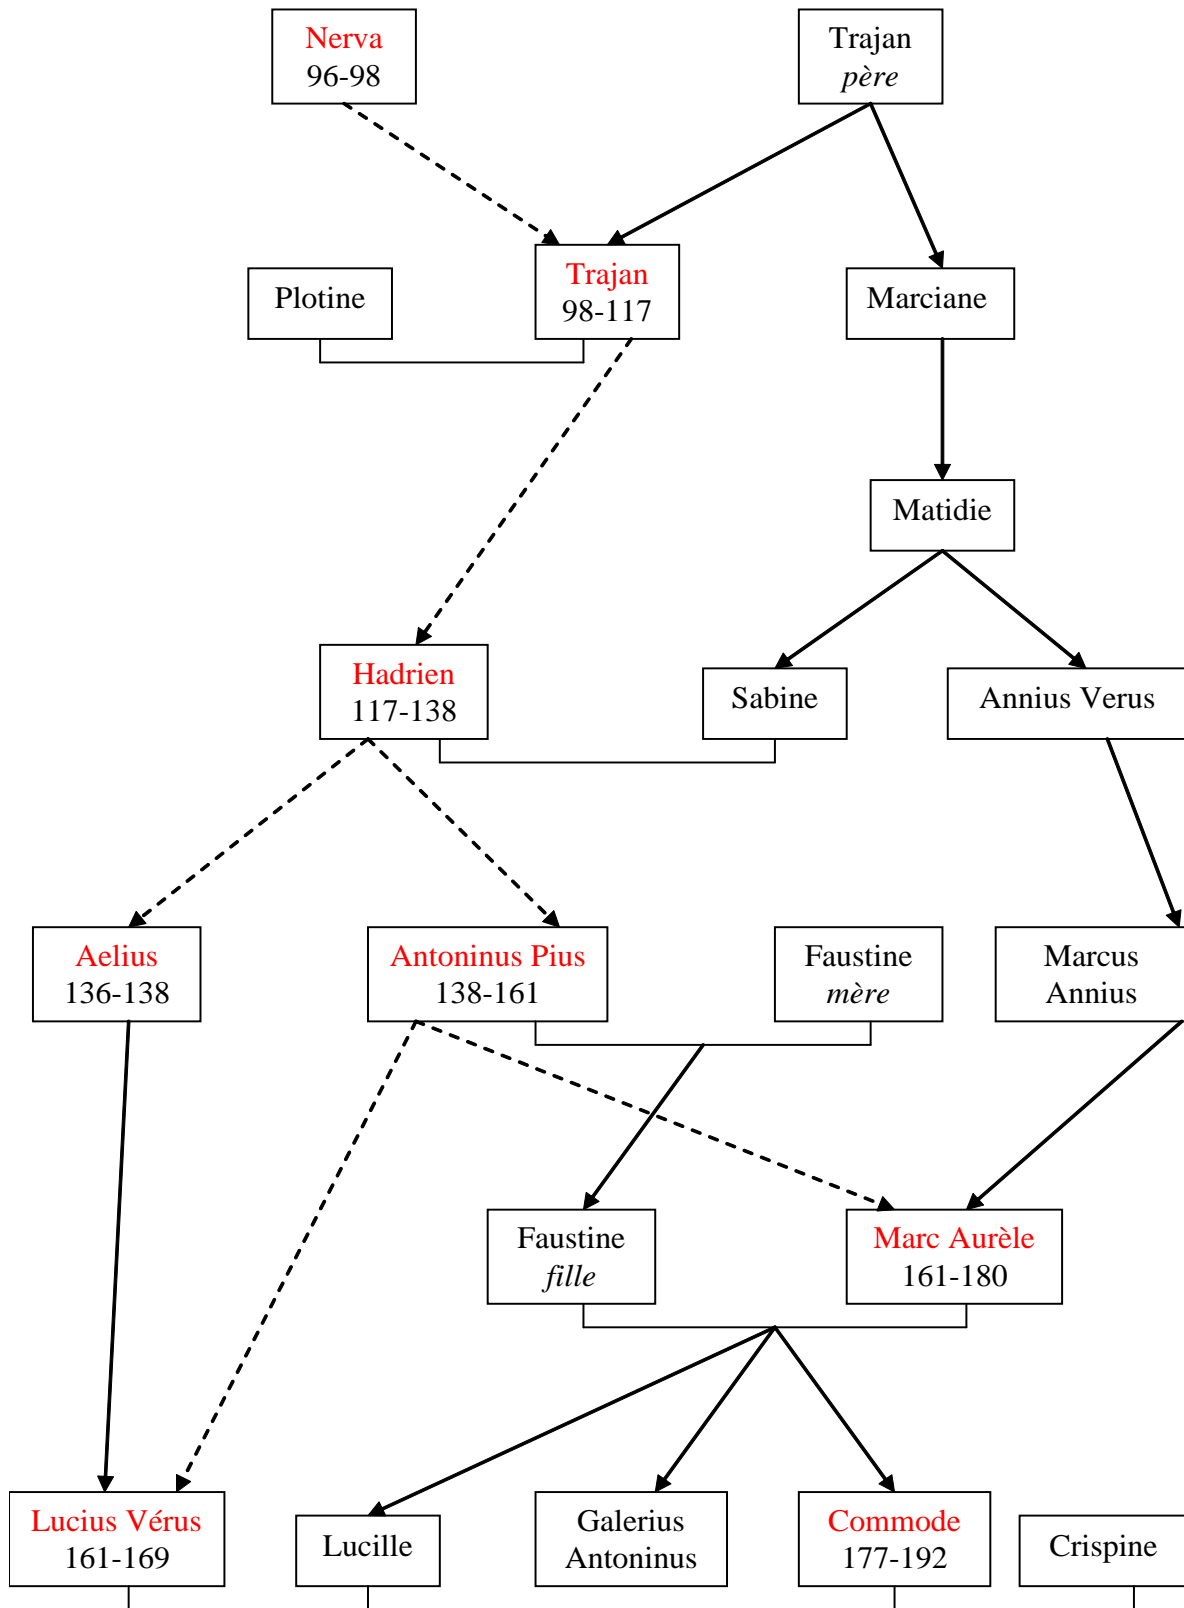 Nerva
96-98
Trajan
père
Plotine
Trajan
98-117
Marciane
Matidie
Hadrien
117-138
Sabine
Annius Verus
Aelius
136-138
Antoninus Pius
138-161
Faustine
mère
Marcus
Annius
Faustine
fille
Marc Aurèle
161-180
Lucius Vérus
161-169
Lucille
Galerius
Antoninus
Commode
177-192
Crispine